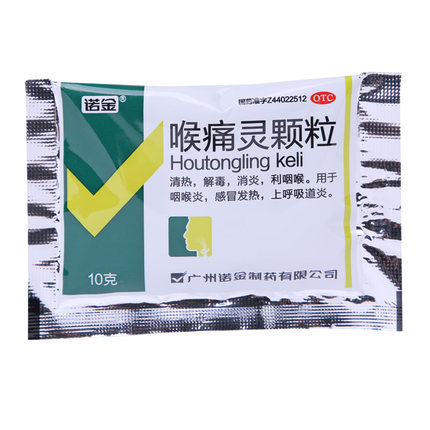 诺金®
国药准字Z44022512
OTC
喉痛灵颗粒
Houtongling keli
清热，解毒，消炎，利咽喉。用于
咽喉炎，感冒发热，上呼吸道炎。
10克
广州诺金制药有限公司